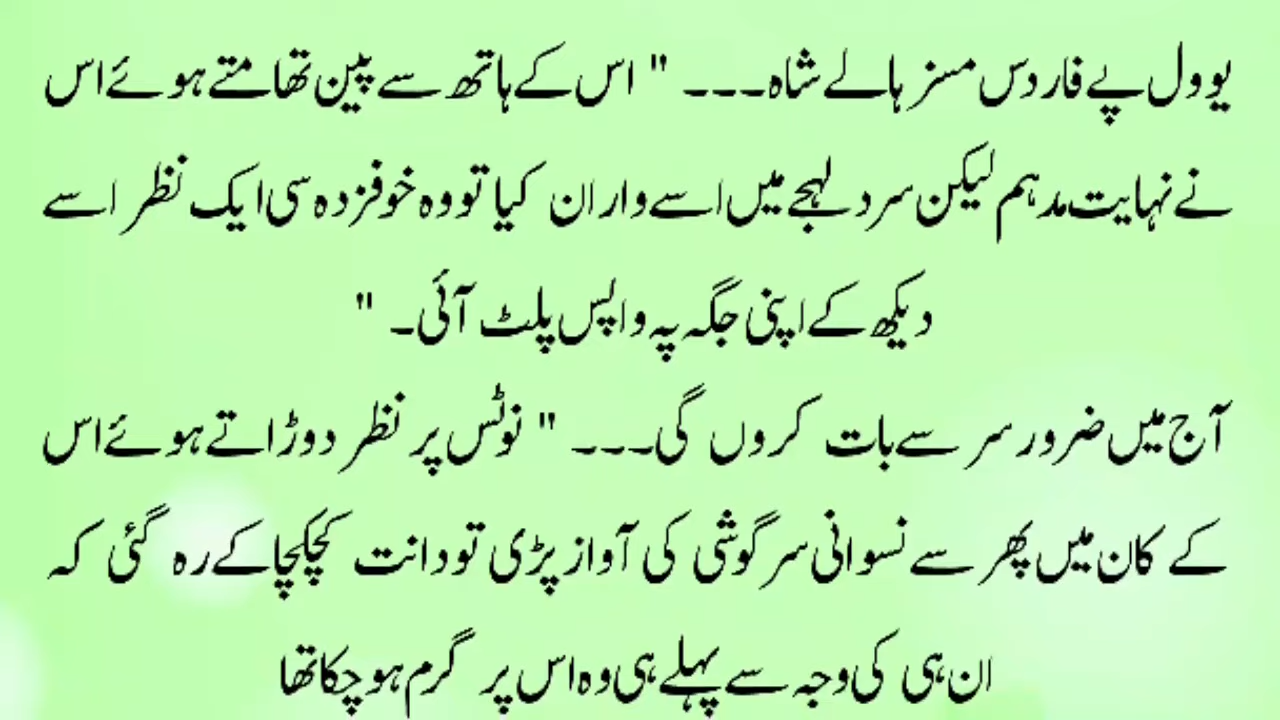 یو ول پے فار دس مسز ہالے شاہ۔۔۔ " اس کے ہاتھ سے پین تھامتے ہوئے اس
نے نہایت مدہم لیکن سرد لہجے میں اسے واران کیا تو وہ خوفزدہ سی ایک نظر اسے
دیکھ کے اپنی جگہ پہ واپس پلٹ آئی۔ "
آج میں ضرور سر سے بات کروں گی۔۔۔ " نوٹس پر نظر دوڑاتے ہوئے اس
کے کان میں پھر سے نسوانی سرگوشی کی آواز پڑی تو دانت کچکچا کے رہ گئی کہ
ان ہی کی وجہ سے پہلے ہی وہ اس پر گرم ہو چکا تھا